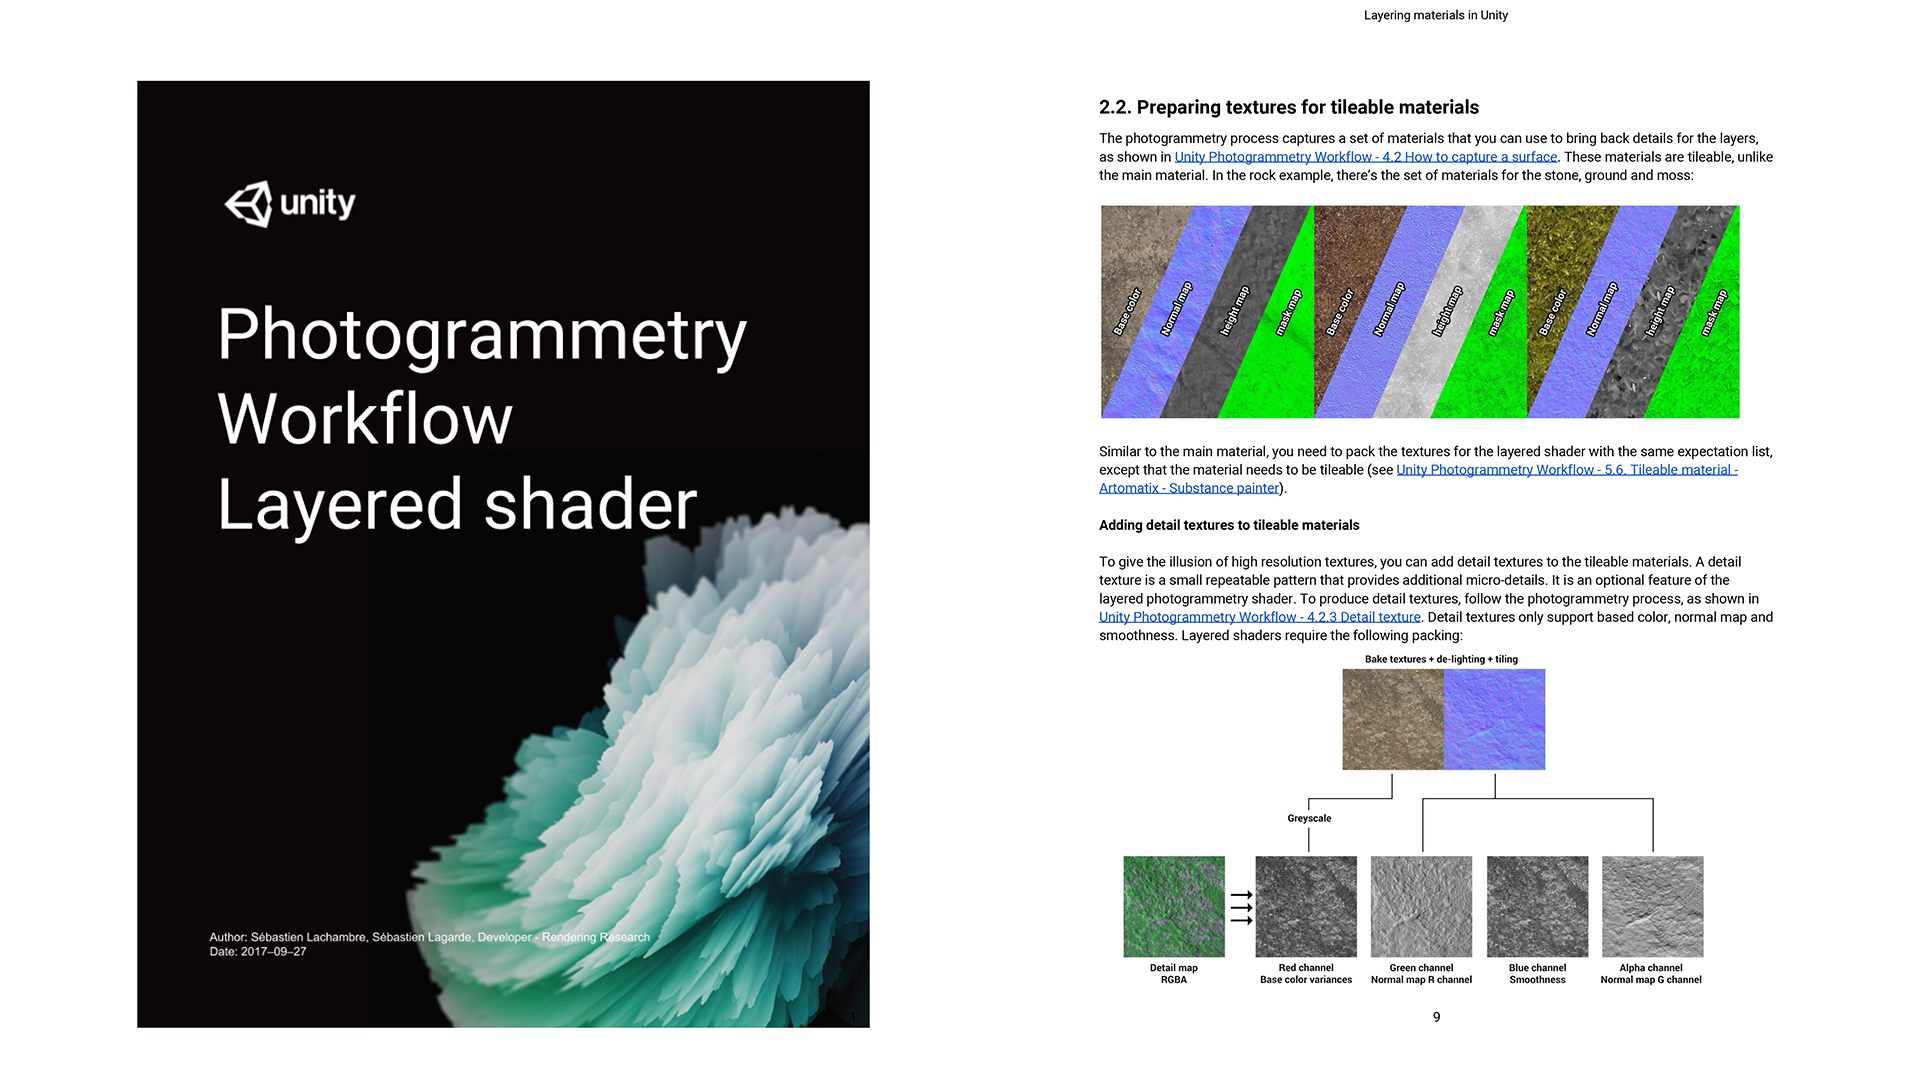 unity
Photogrammetry
Workflow
Layered shader
Author: Sébastien Lachambre, Sébastien Lagarde, Developer - Rendering Research
Date: 2017–09–27
1
Layering materials in Unity
2.2. Preparing textures for tileable materials
The photogrammetry process captures a set of materials that you can use to bring back details for the layers,
as shown in Unity Photogrammetry Workflow - 4.2 How to capture a surface. These materials are tileable, unlike
the main material. In the rock example, there's the set of materials for the stone, ground and moss:
Base color
Normal map
height map
mask map
Base color
Normal map
height map
mask map
Base color
Normal map
height map
mask map
Similar to the main material, you need to pack the textures for the layered shader with the same expectation list,
except that the material needs to be tileable (see Unity Photogrammetry Workflow - 5.6. Tileable material -
Artomatix - Substance painter).
Adding detail textures to tileable materials
To give the illusion of high resolution textures, you can add detail textures to the tileable materials. A detail
texture is a small repeatable pattern that provides additional micro-details. It is an optional feature of the
layered photogrammetry shader. To produce detail textures, follow the photogrammetry process, as shown in
Unity Photogrammetry Workflow - 4.2.3 Detail texture. Detail textures only support based color, normal map and
smoothness. Layered shaders require the following packing:
Bake textures + de-lighting + tiling
Greyscale
Detail map
RGBA
Red channel
Base color variances
Green channel
Normal map R channel
Blue channel
Smoothness
Alpha channel
Normal map G channel
9